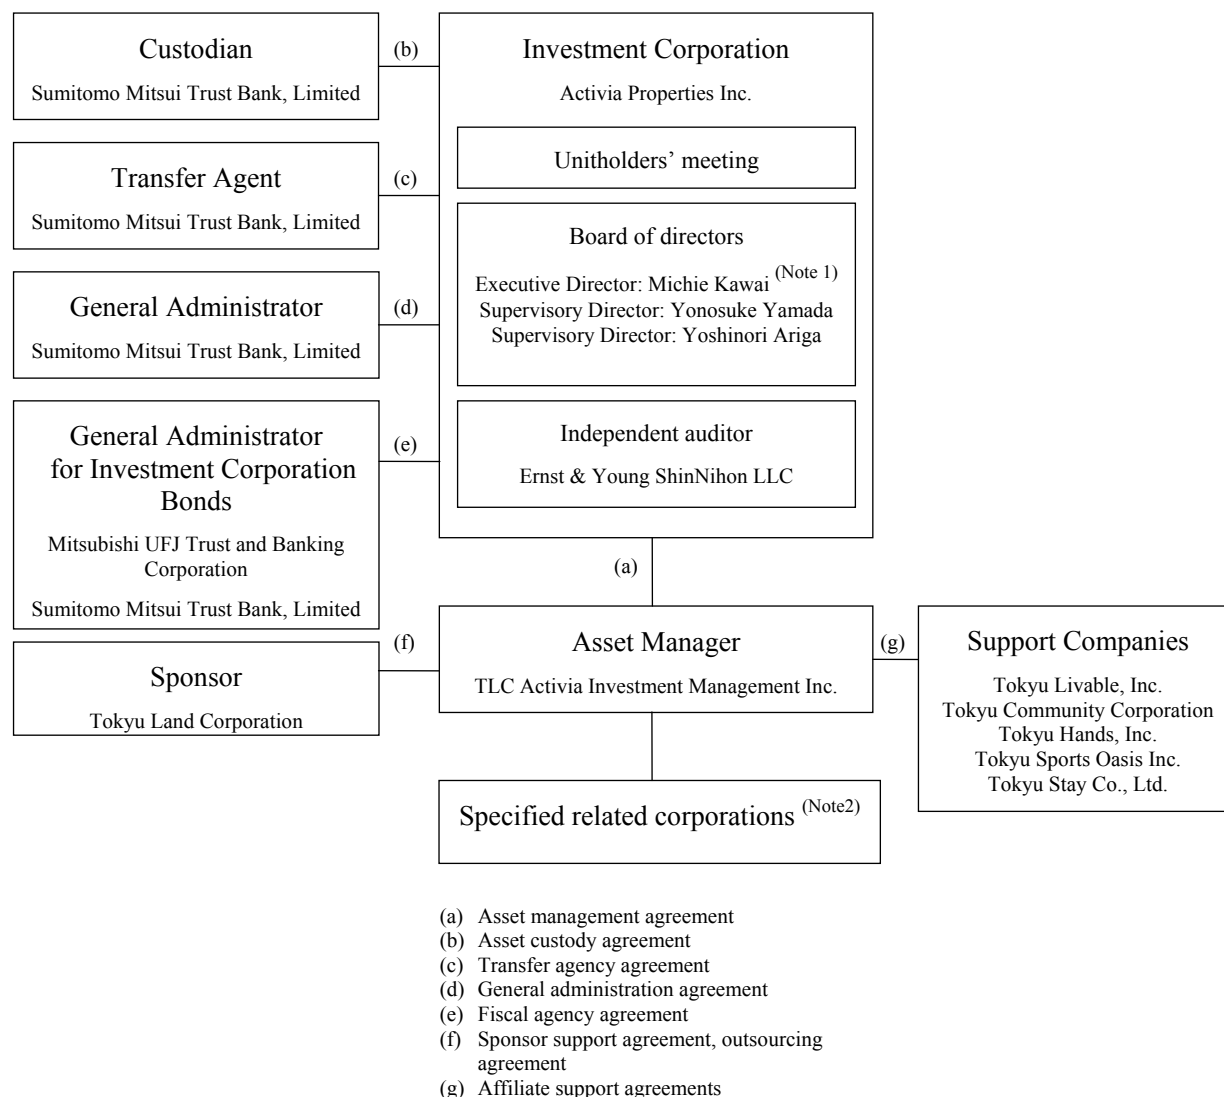 Custodian
Sumitomo Mitsui Trust Bank, Limited
(b)
Investment Corporation
Activia Properties Inc.
Unitholders’ meeting
Transfer Agent
Sumitomo Mitsui Trust Bank, Limited
(c)
Board of directors
Executive Director: Michie Kawai (Note 1)
Supervisory Director: Yonosuke Yamada
Supervisory Director: Yoshinori Ariga
General Administrator
Sumitomo Mitsui Trust Bank, Limited
(d)
General Administrator
for Investment Corporation
Bonds
Mitsubishi UFJ Trust and Banking
Corporation
Sumitomo Mitsui Trust Bank, Limited
(e)
Independent auditor
Ernst & Young ShinNihon LLC
(a)
Sponsor
Tokyu Land Corporation
(f)
Asset Manager
TLC Activia Investment Management Inc.
(g)
Support Companies
Tokyu Livable, Inc.
Tokyu Community Corporation
Tokyu Hands, Inc.
Tokyu Sports Oasis Inc.
Tokyu Stay Co., Ltd.
Specified related corporations (Note2)
(a) Asset management agreement
(b) Asset custody agreement
(c) Transfer agency agreement
(d) General administration agreement
(e) Fiscal agency agreement
(f) Sponsor support agreement, outsourcing
agreement
(g) Affiliate support agreements